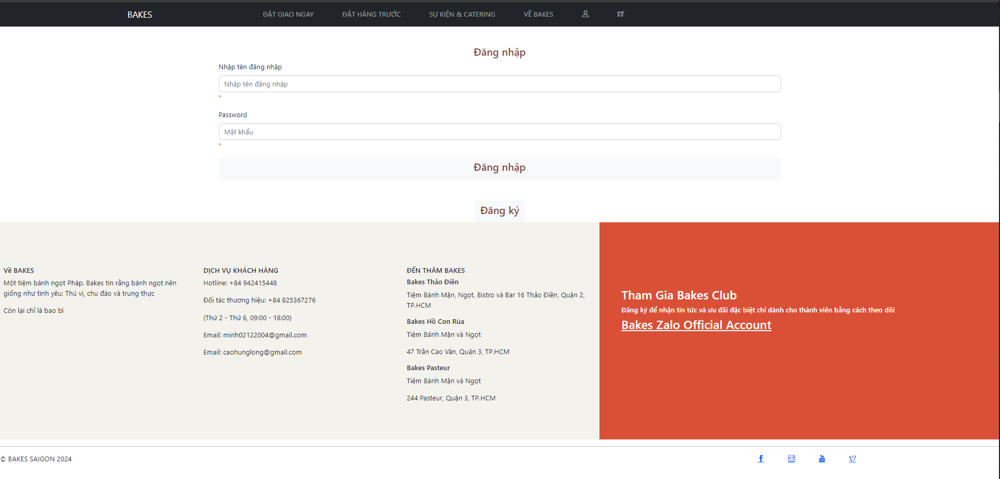 BAKES
ĐẶT GIAO NGAY
ĐẶT HÀNG TRƯỚC
SỰ KIỆN & CATERING
VỀ BAKES
Đăng nhập
Nhập tên đăng nhập
Nhập tên đăng nhập
*
Password
Mật khẩu
*
Đăng nhập
Đăng ký
Về BAKES
Một tiệm bánh ngọt Pháp. Bakes tin rằng bánh ngọt nên
giống như tình yêu: Thú vị, chu đáo và trung thực
Còn lại chỉ là bao bì
DỊCH VỤ KHÁCH HÀNG
Hotline: +84 942415448
Đối tác thương hiệu: +84 825367276
(Thứ 2 - Thứ 6, 09:00 - 18:00)
Email: minh02122004@gmail.com
Email: caohunglong@gmail.com
ĐẾN THĂM BAKES
Bakes Thảo Điền
Tiệm Bánh Mặn, Ngọt, Bistro và Bar 16 Thảo Điền, Quận 2,
TP.HCM
Bakes Hồ Con Rùa
Tiệm Bánh Mặn và Ngọt
47 Trần Cao Vân, Quận 3, TP.HCM
Bakes Pasteur
Tiệm Bánh Mặn và Ngọt
244 Pasteur, Quận 3, TP.HCM
Tham Gia Bakes Club
Đăng ký để nhận tin tức và ưu đãi đặc biệt chỉ dành cho thành viên bằng cách theo dõi
Bakes Zalo Official Account
© BAKES SAIGON 2024